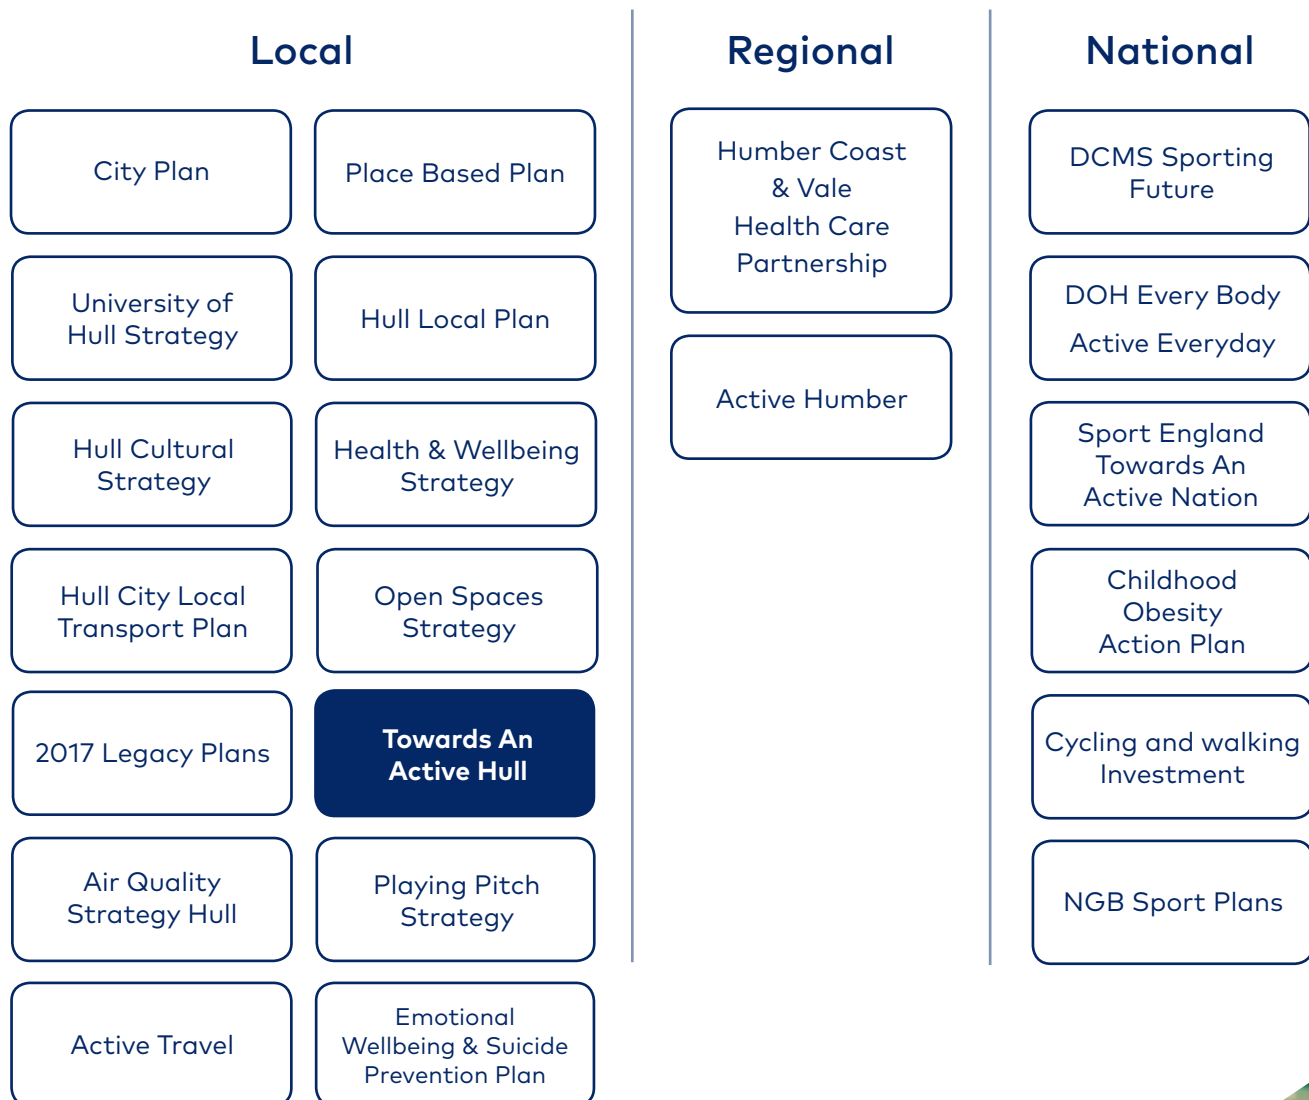 Local
City Plan
Place Based Plan
University of
Hull Strategy
Hull Local Plan
Hull Cultural
Strategy
Health & Wellbeing
Strategy
Hull City Local
Transport Plan
Open Spaces
Strategy
2017 Legacy Plans
Towards An
Active Hull
Air Quality
Strategy Hull
Playing Pitch
Strategy
Active Travel
Emotional
Wellbeing & Suicide
Prevention Plan
Regional
Humber Coast
& Vale
Health Care
Partnership
Active Humber
National
DCMS Sporting
Future
DOH Every Body
Active Everyday
Sport England
Towards An
Active Nation
Childhood
Obesity
Action Plan
Cycling and walking
Investment
NGB Sport Plans